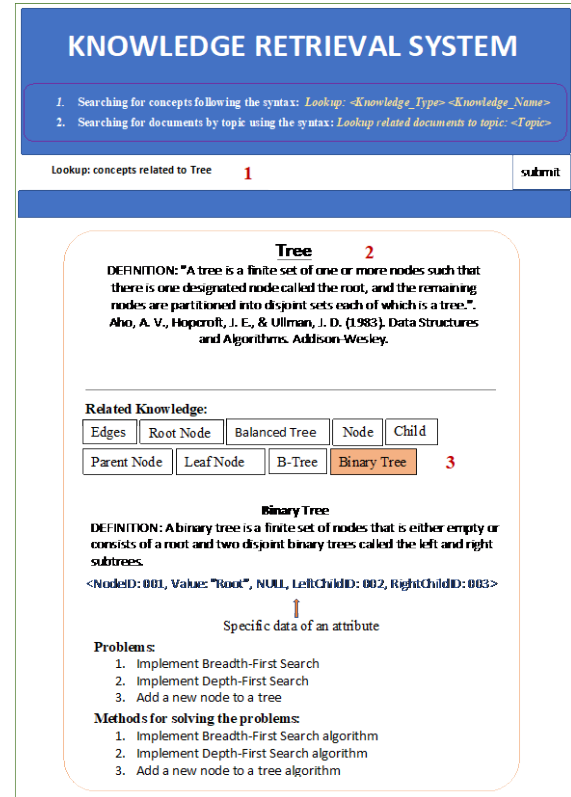 KNOWLEDGE RETRIEVAL SYSTEM
1. Searching for concepts following the syntax: Lookup: <Knowledge_Type> <Knowledge_Name>
2. Searching for documents by topic using the syntax: Lookup related documents to topic: <Topic>
Lookup: concepts related to Tree 1 submit
Tree 2
DEFINITION: "A tree is a finite set of one or more nodes such that
there is one designated node called the root, and the remaining
nodes are partitioned into disjoint sets each of which is a tree.".
Aho, A. V., Hopcroft, J. E., & Ullman, J. D. (1983). Data Structures
and Algorithms. Addison-Wesley.
Related Knowledge:
Edges Root Node Balanced Tree Node Child
Parent Node Leaf Node B-Tree Binary Tree 3
Binary Tree
DEFINITION: A binary tree is a finite set of nodes that is either empty or
consists of a root and two disjoint binary trees called the left and right
subtrees.
<NodeID: 001, Value: "Root", NULL, LeftChildID: 002, RightChildID: 003>
Specific data of an attribute
Problems:
1. Implement Breadth-First Search
2. Implement Depth-First Search
3. Add a new node to a tree
Methods for solving the problems:
1. Implement Breadth-First Search algorithm
2. Implement Depth-First Search algorithm
3. Add a new node to a tree algorithm